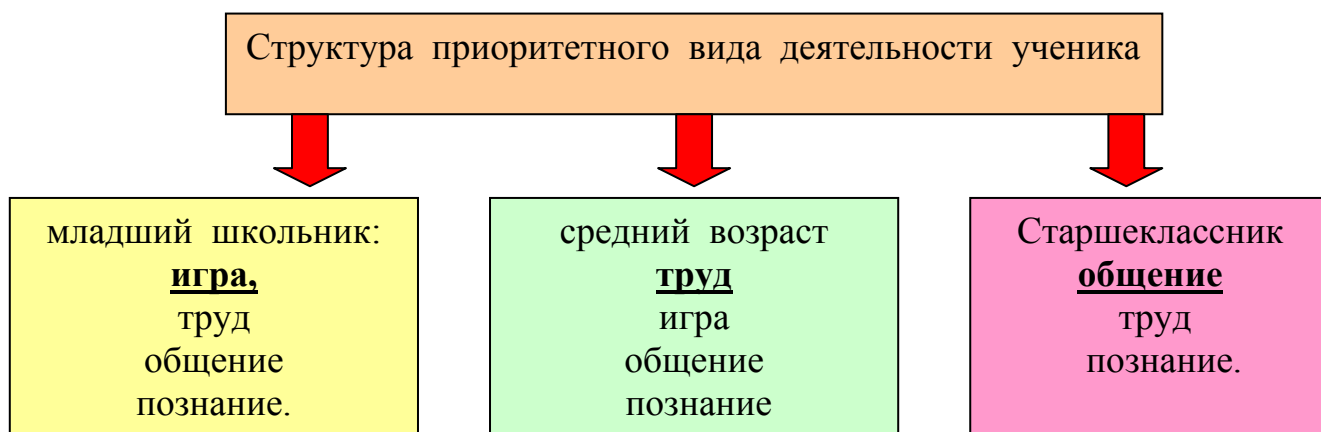 Структура приоритетного вида деятельности ученика
младший школьник:
игра,
труд
общение
познание.
средний возраст
труд
игра
общение
познание
Старшеклассник
общение
труд
познание.